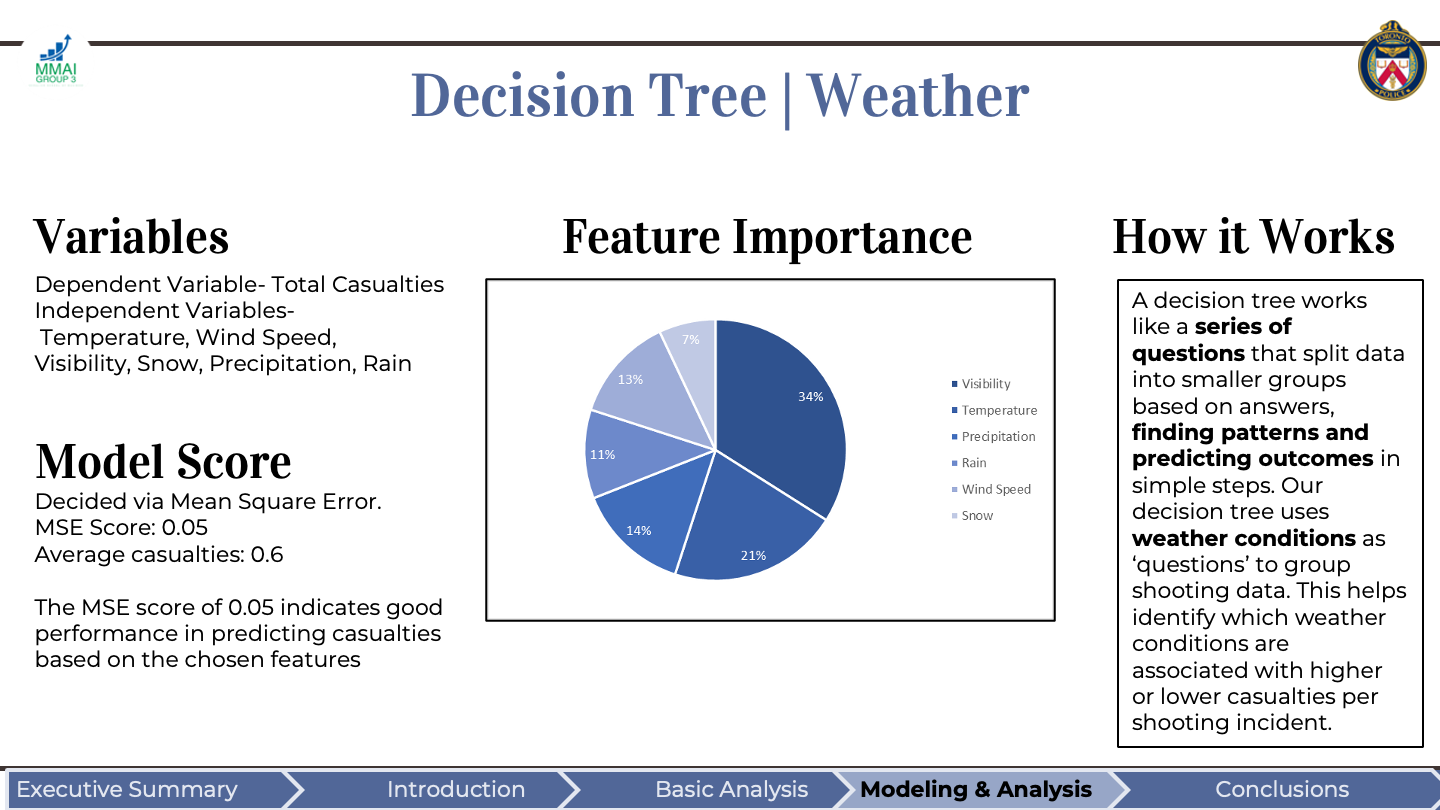 MMAI
GROUP 3
TORONTO
POLICE
Decision Tree | Weather
Variables
Dependent Variable- Total Casualties
Independent Variables-
Temperature, Wind Speed,
Visibility, Snow, Precipitation, Rain
Model Score
Decided via Mean Square Error.
MSE Score: 0.05
Average casualties: 0.6
The MSE score of 0.05 indicates good
performance in predicting casualties
based on the chosen features
Feature Importance
7%
13%
34%
11%
14%
21%
Visibility
Temperature
Precipitation
Rain
Wind Speed
Snow
How it Works
A decision tree works
like a series of
questions that split data
into smaller groups
based on answers,
finding patterns and
predicting outcomes in
simple steps. Our
decision tree uses
weather conditions as
‘questions’ to group
shooting data. This helps
identify which weather
conditions are
associated with higher
or lower casualties per
shooting incident.
Executive Summary
Introduction
Basic Analysis
Modeling & Analysis
Conclusions